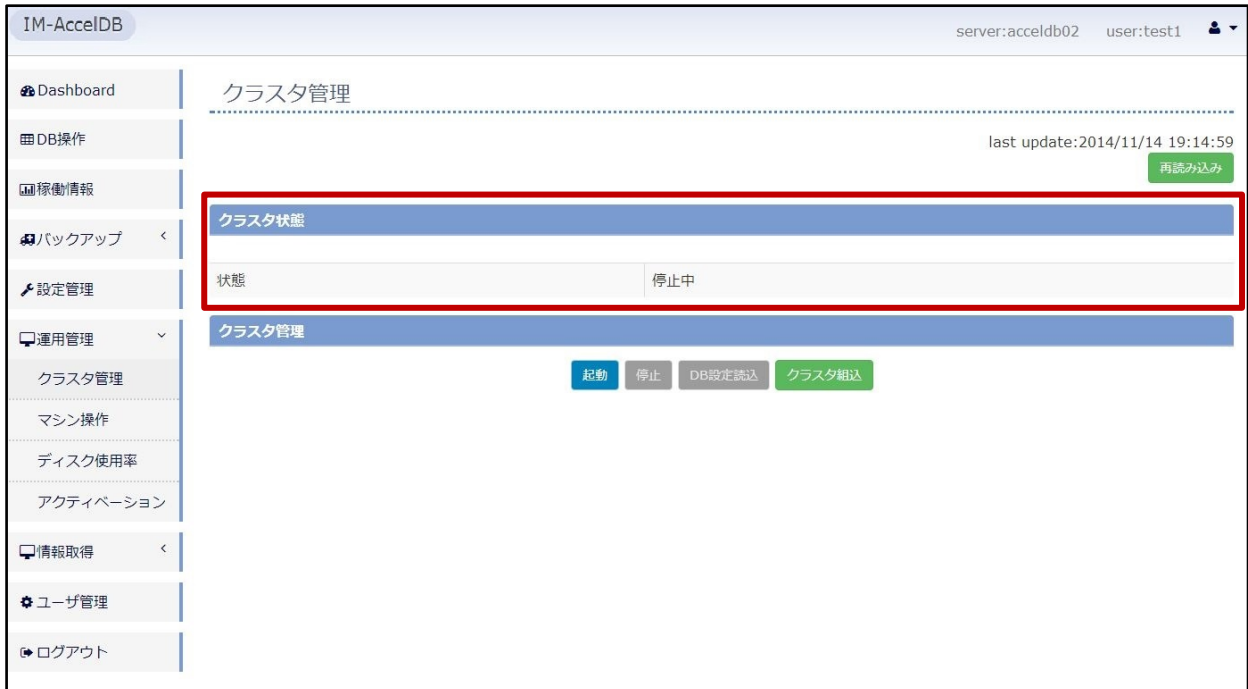 IM-AccelDB
server:acceldb02 user:test1
Dashboard
DB操作
稼働情報
バックアップ
設定管理
運用管理
クラスタ管理
マシン操作
ディスク使用率
アクティベーション
情報取得
ユーザ管理
ログアウト
クラスタ管理
last update:2014/11/14 19:14:59
再読み込み
クラスタ状態
状態 停止中
クラスタ管理
起動 停止 DB設定読込 クラスタ組込